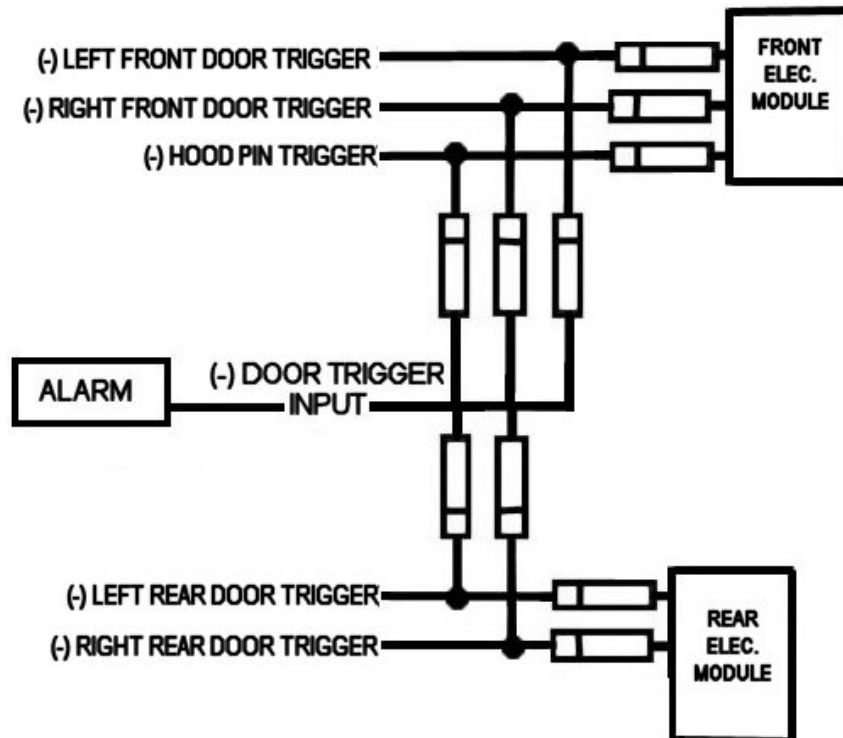 (-) LEFT FRONT DOOR TRIGGER
(-) RIGHT FRONT DOOR TRIGGER
(-) HOOD PIN TRIGGER
FRONT
ELEC.
MODULE
ALARM
(-) DOOR TRIGGER
INPUT
(-) LEFT REAR DOOR TRIGGER
(-) RIGHT REAR DOOR TRIGGER
REAR
ELEC.
MODULE